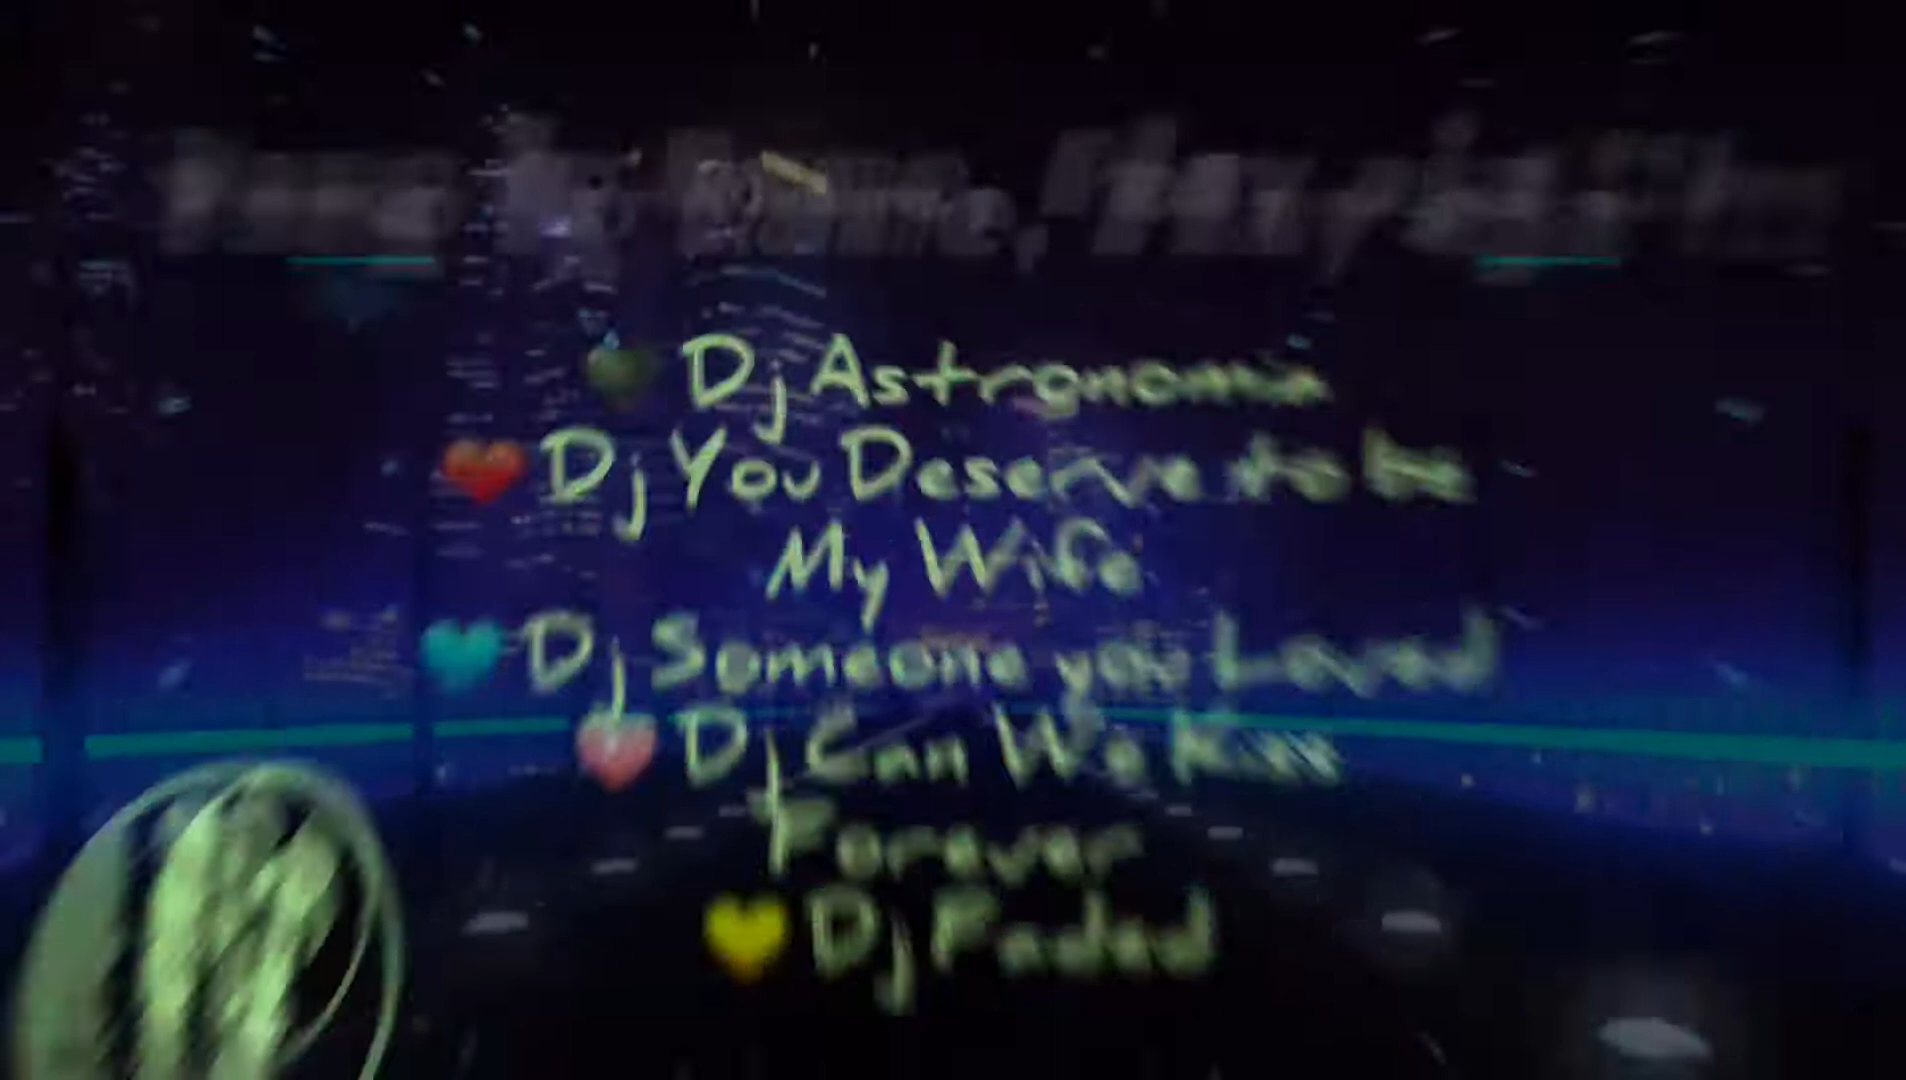 Dj Astronomia
Dj You Deserve to be
My Wife
Dj Someone you Loved
Dj Can We Kiss
Forever
Dj Faded